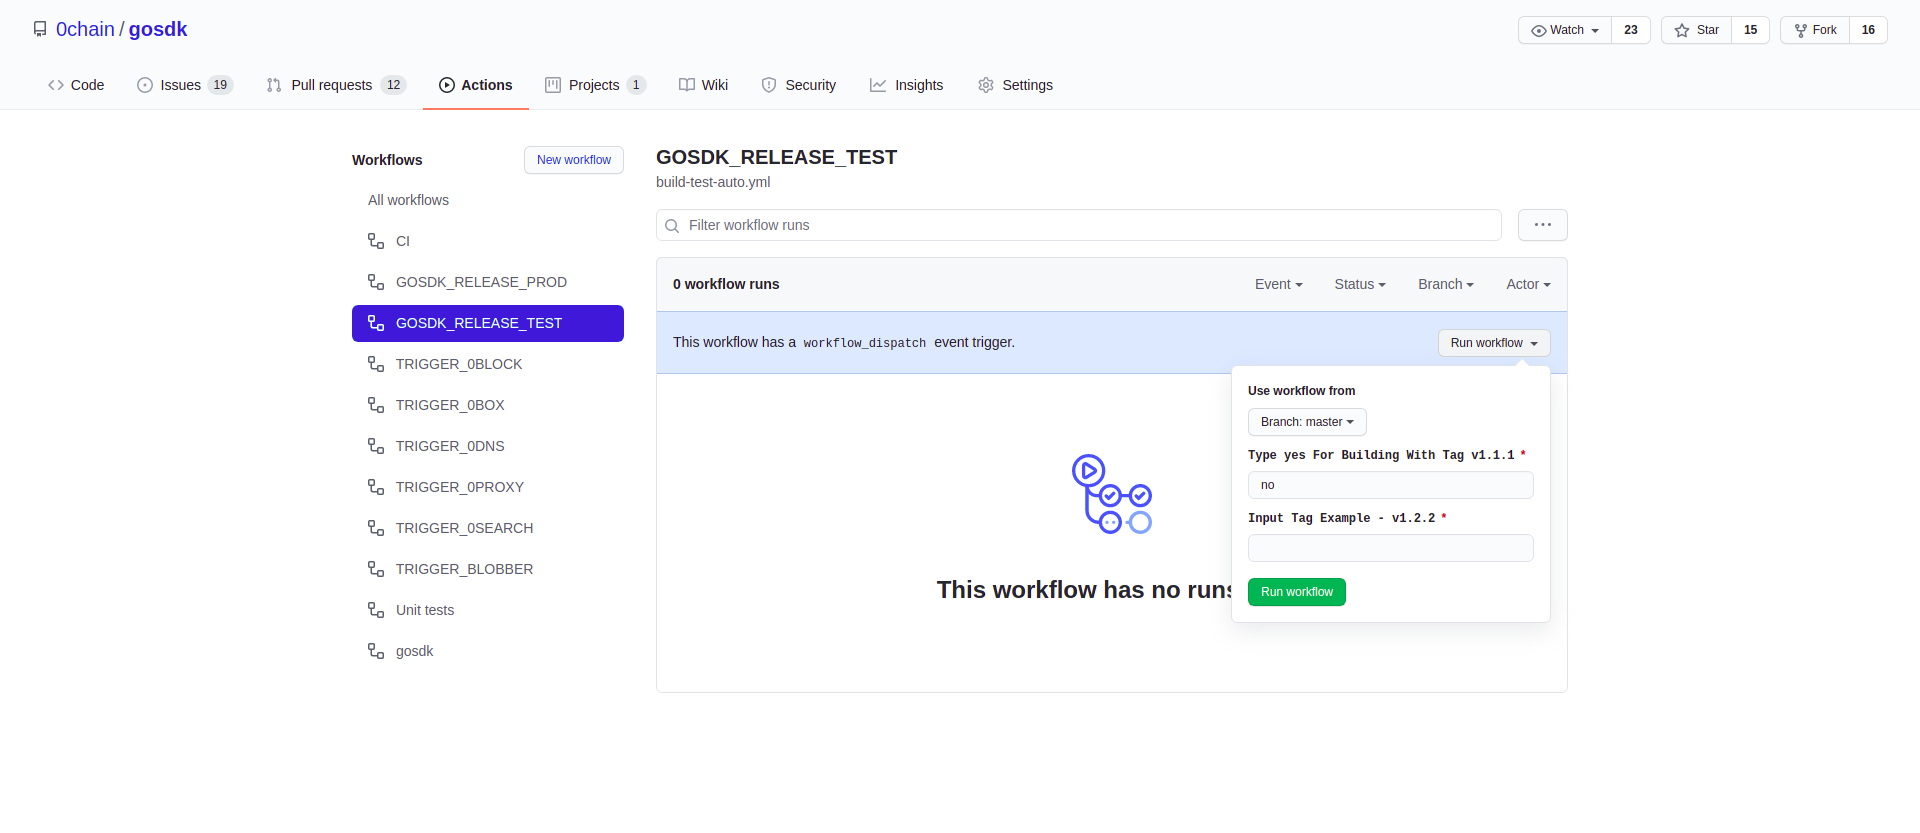 0chain / gosdk
Watch 23 Star 15 Fork 16
Code Issues 19 Pull requests 12 Actions Projects 1 Wiki Security Insights Settings
Workflows
New workflow
All workflows
CI
GOSDK_RELEASE_PROD
GOSDK_RELEASE_TEST
TRIGGER_0BLOCK
TRIGGER_0BOX
TRIGGER_0DNS
TRIGGER_0PROXY
TRIGGER_0SEARCH
TRIGGER_BLOBBER
Unit tests
gosdk
GOSDK_RELEASE_TEST
build-test-auto.yml
Filter workflow runs
0 workflow runs
Event Status Branch Actor
This workflow has a workflow_dispatch event trigger.
Run workflow
Use workflow from
Branch: master
Type yes For Building With Tag v1.1.1 *
no
Input Tag Example - v1.2.2 *
Run workflow
This workflow has no runs